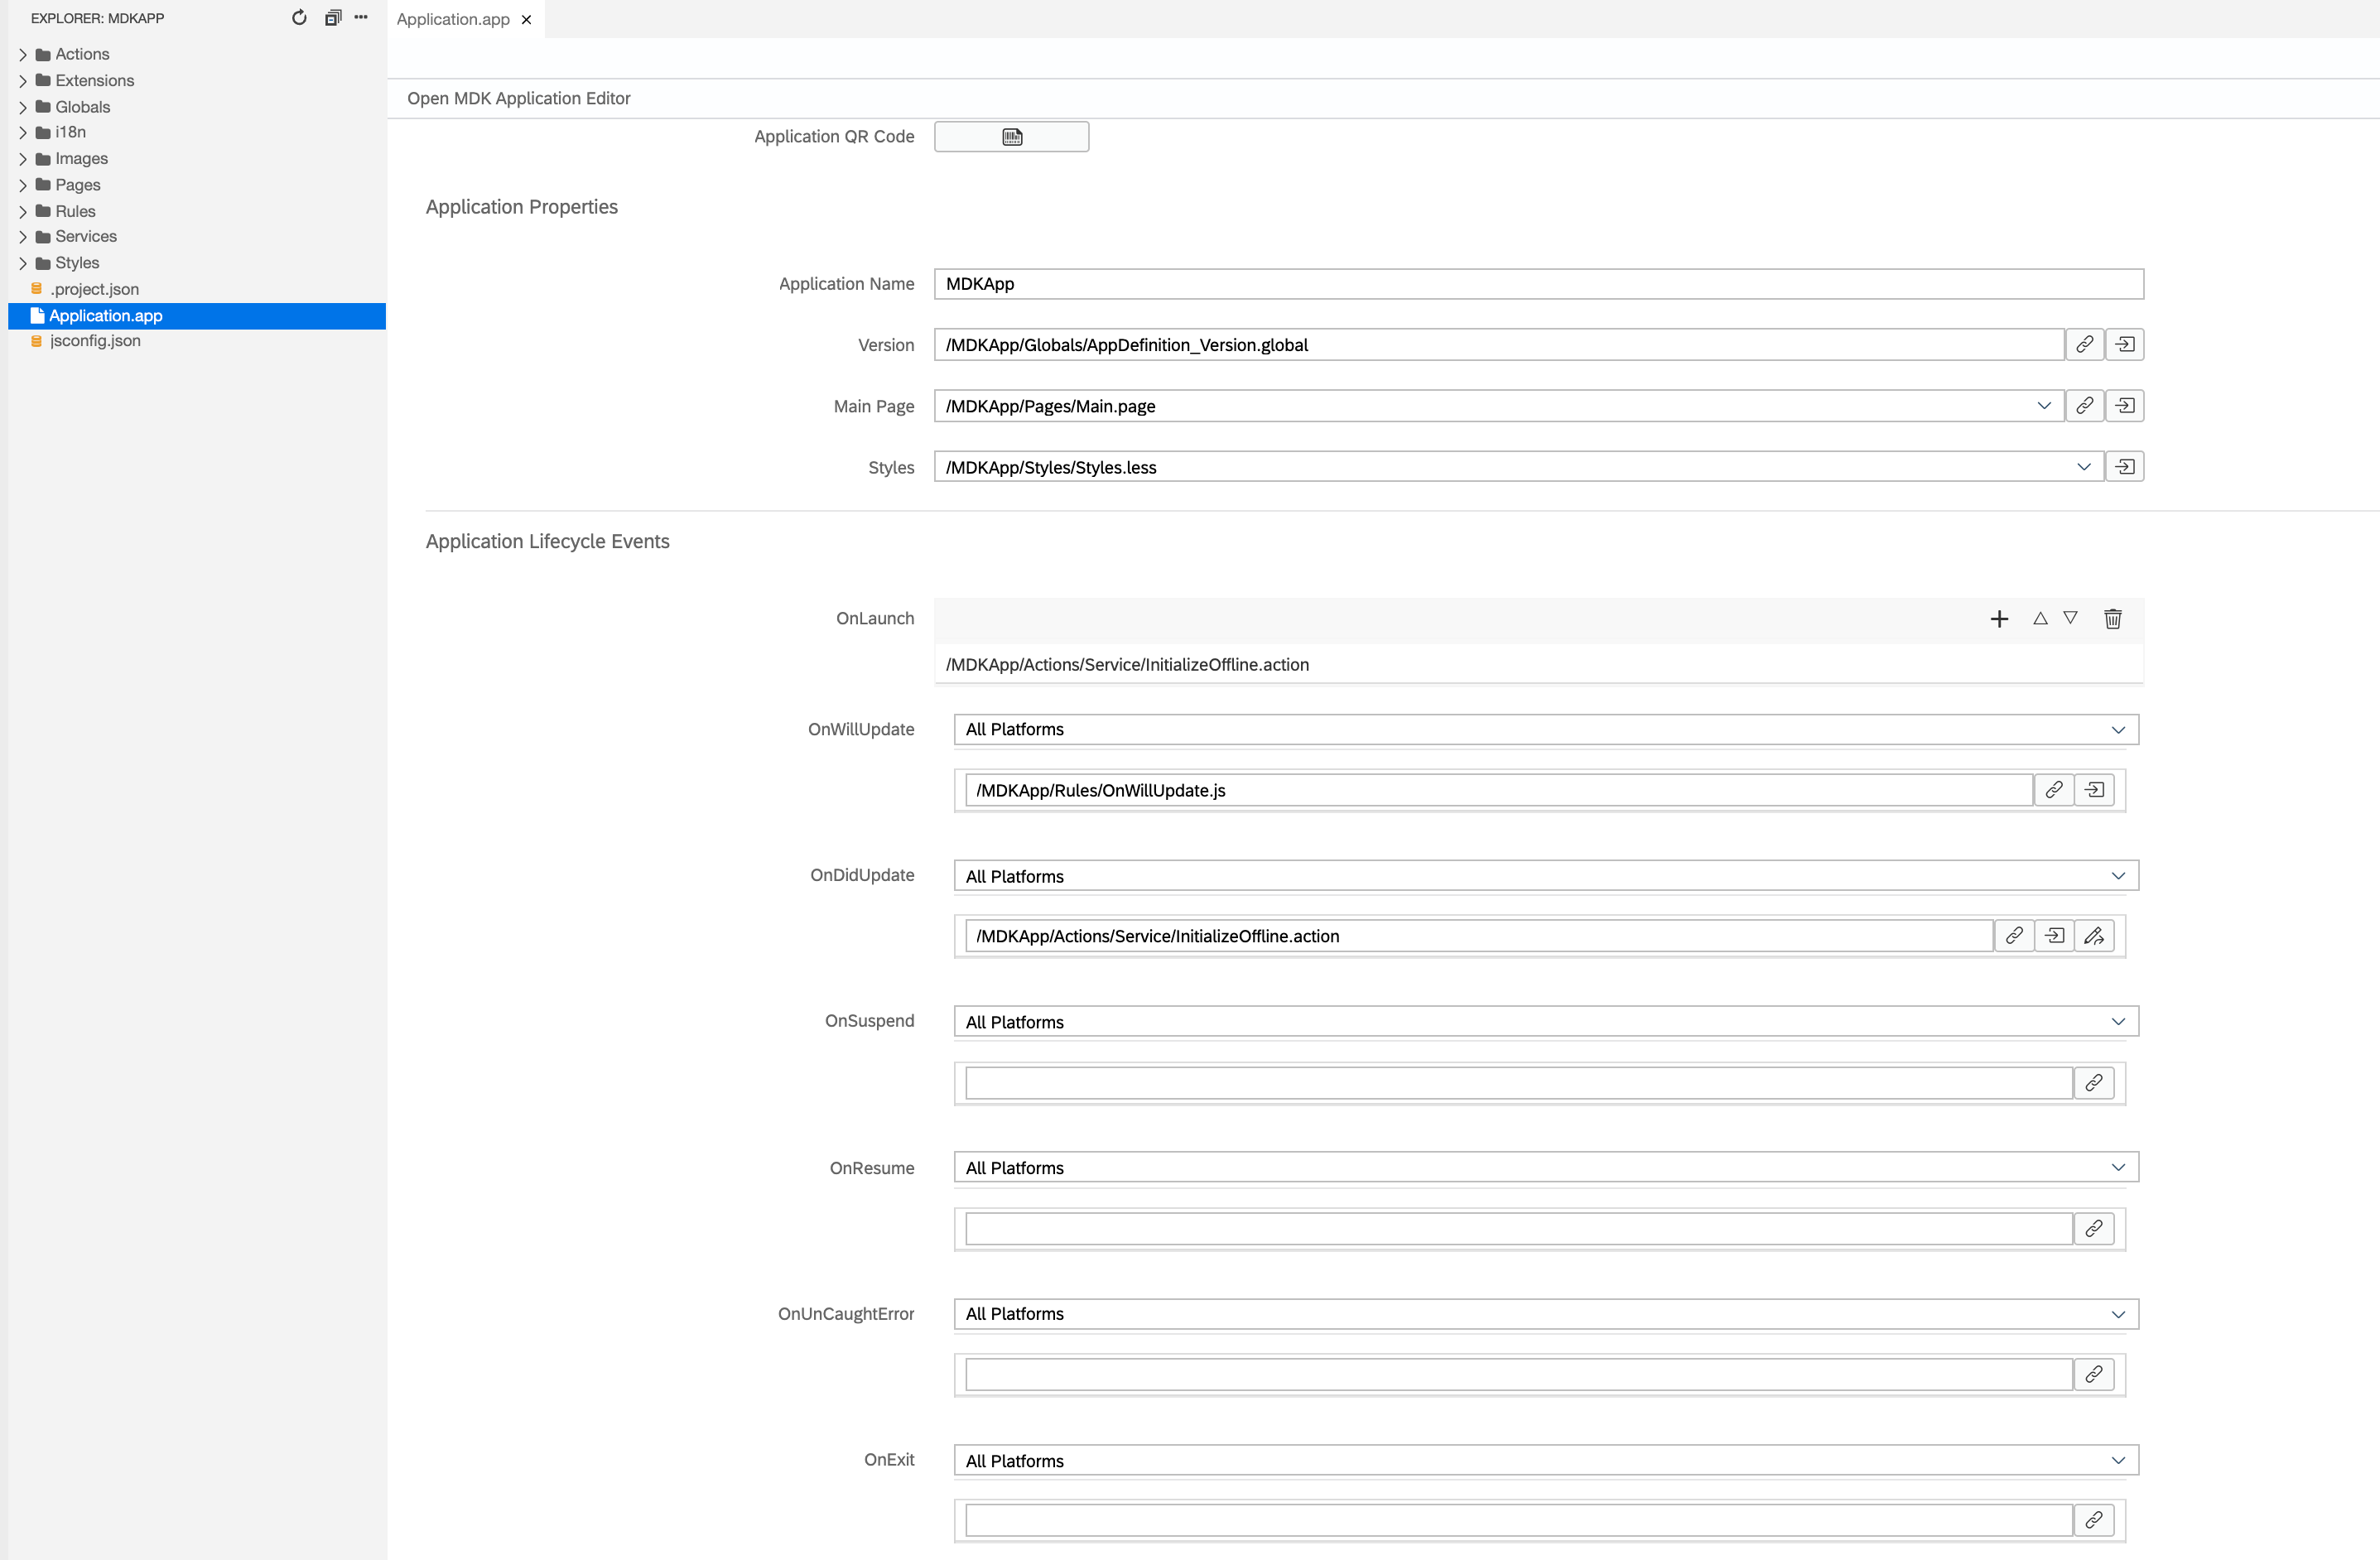 EXPLORER: MDKAPP
Actions
Extensions
Globals
i18n
Images
Pages
Rules
Services
Styles
.project.json
Application.app
jsconfig.json
Application.app
Open MDK Application Editor
Application QR Code
Application Properties
Application Name MDKApp
Version /MDKApp/Globals/AppDefinition_Version.global
Main Page /MDKApp/Pages/Main.page
Styles /MDKApp/Styles/Styles.less
Application Lifecycle Events
OnLaunch
/MDKApp/Actions/Service/InitializeOffline.action
OnWillUpdate All Platforms
/MDKApp/Rules/OnWillUpdate.js
OnDidUpdate All Platforms
/MDKApp/Actions/Service/InitializeOffline.action
OnSuspend All Platforms
OnResume All Platforms
OnUnCaughtError All Platforms
OnExit All Platforms